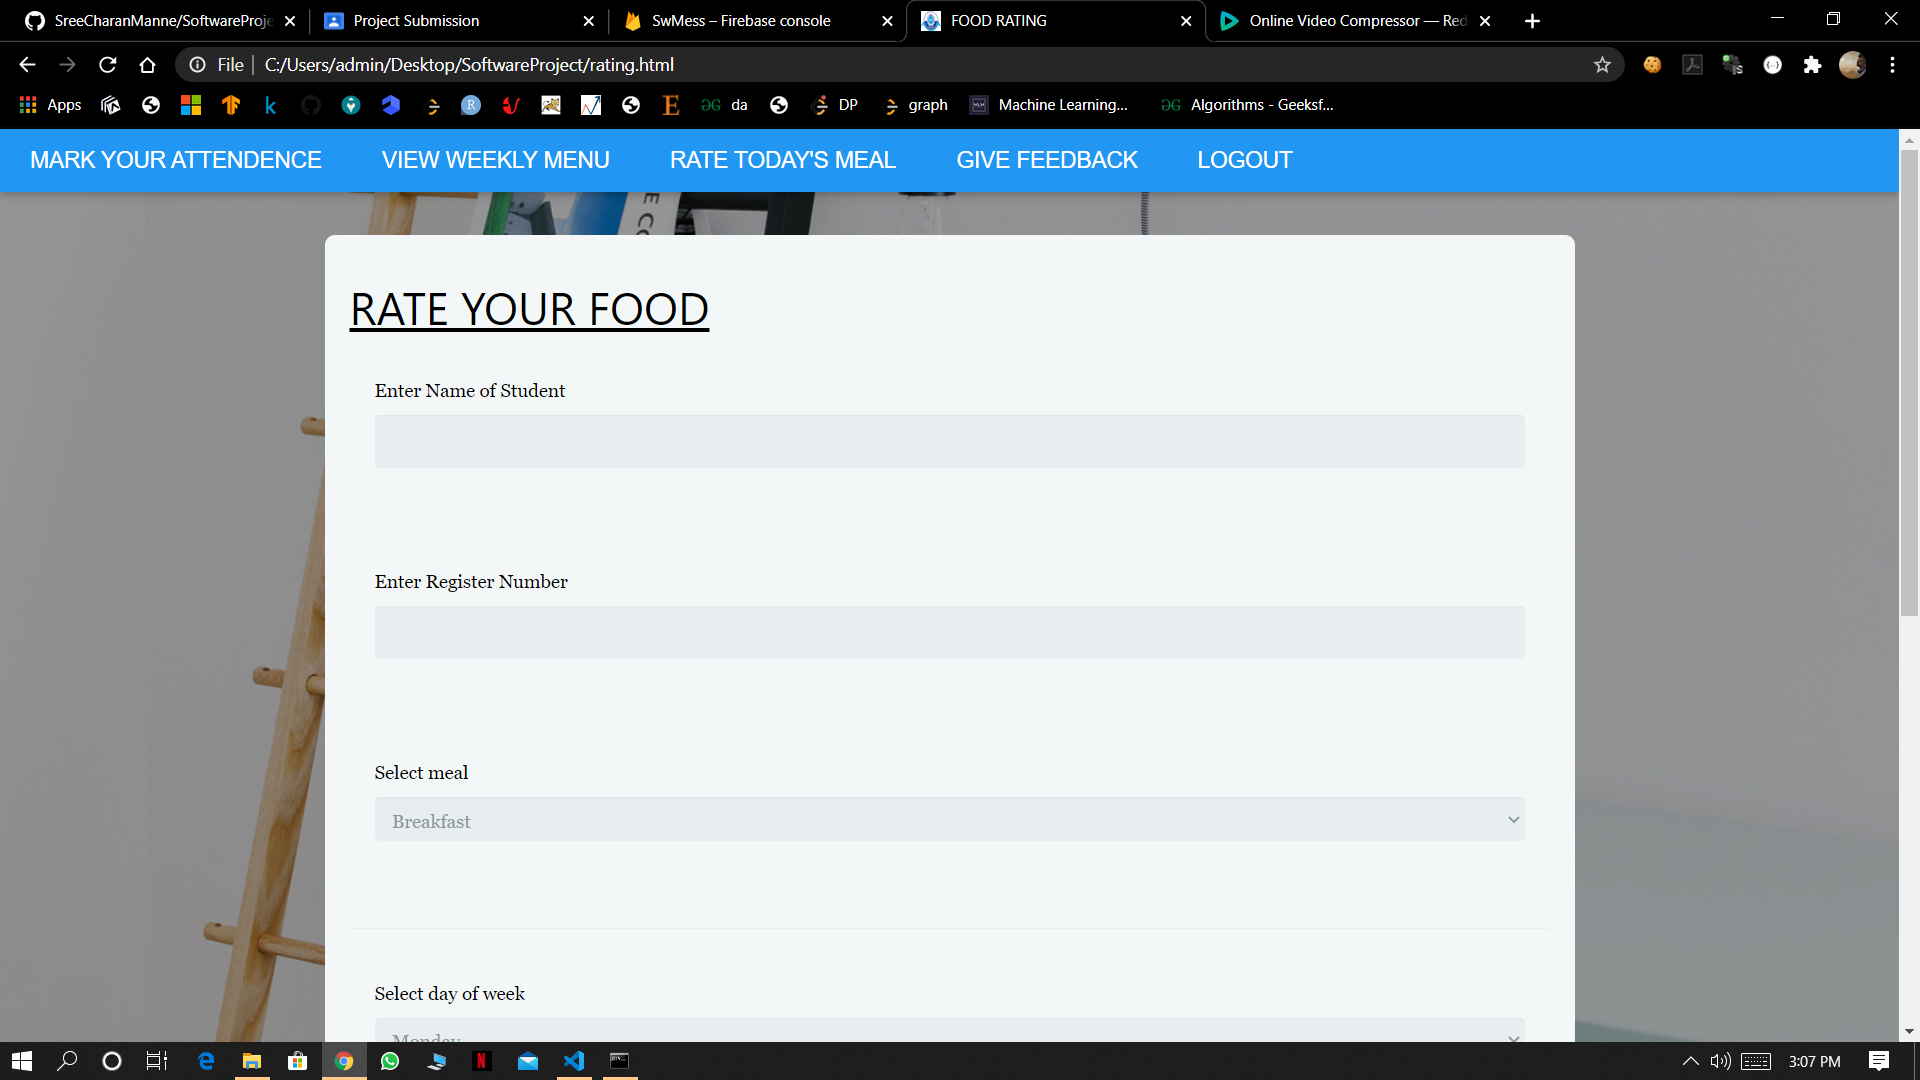 SreeCharanManne/SoftwareProje
Project Submission
SwMess – Firebase console
FOOD RATING
Online Video Compressor — Red
File
C:/Users/admin/Desktop/SoftwareProject/rating.html
Apps
da
DP
graph
Machine Learning...
Algorithms - Geeksf...
MARK YOUR ATTENDENCE
VIEW WEEKLY MENU
RATE TODAY'S MEAL
GIVE FEEDBACK
LOGOUT
RATE YOUR FOOD
Enter Name of Student
Enter Register Number
Select meal
Breakfast
Select day of week
Monday
3:07 PM